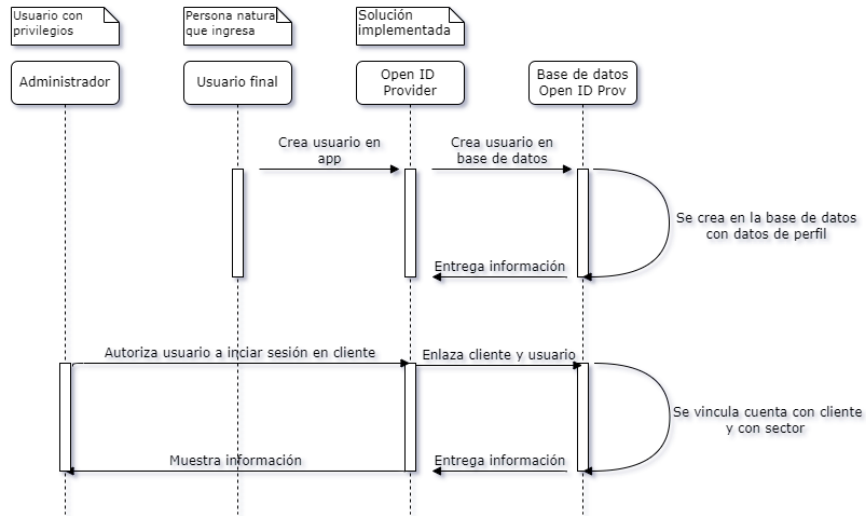 Usuario con
privilegios
Persona natural
que ingresa
Solución
implementada
Administrador
Usuario final
Open ID
Provider
Base de datos
Open ID Prov
Crea usuario en
app
Crea usuario en
base de datos
Se crea en la base de datos
con datos de perfil
Entrega información
Autoriza usuario a inciar sesión en cliente
Enlaza cliente y usuario
Se vincula cuenta con cliente
y con sector
Muestra información
Entrega información